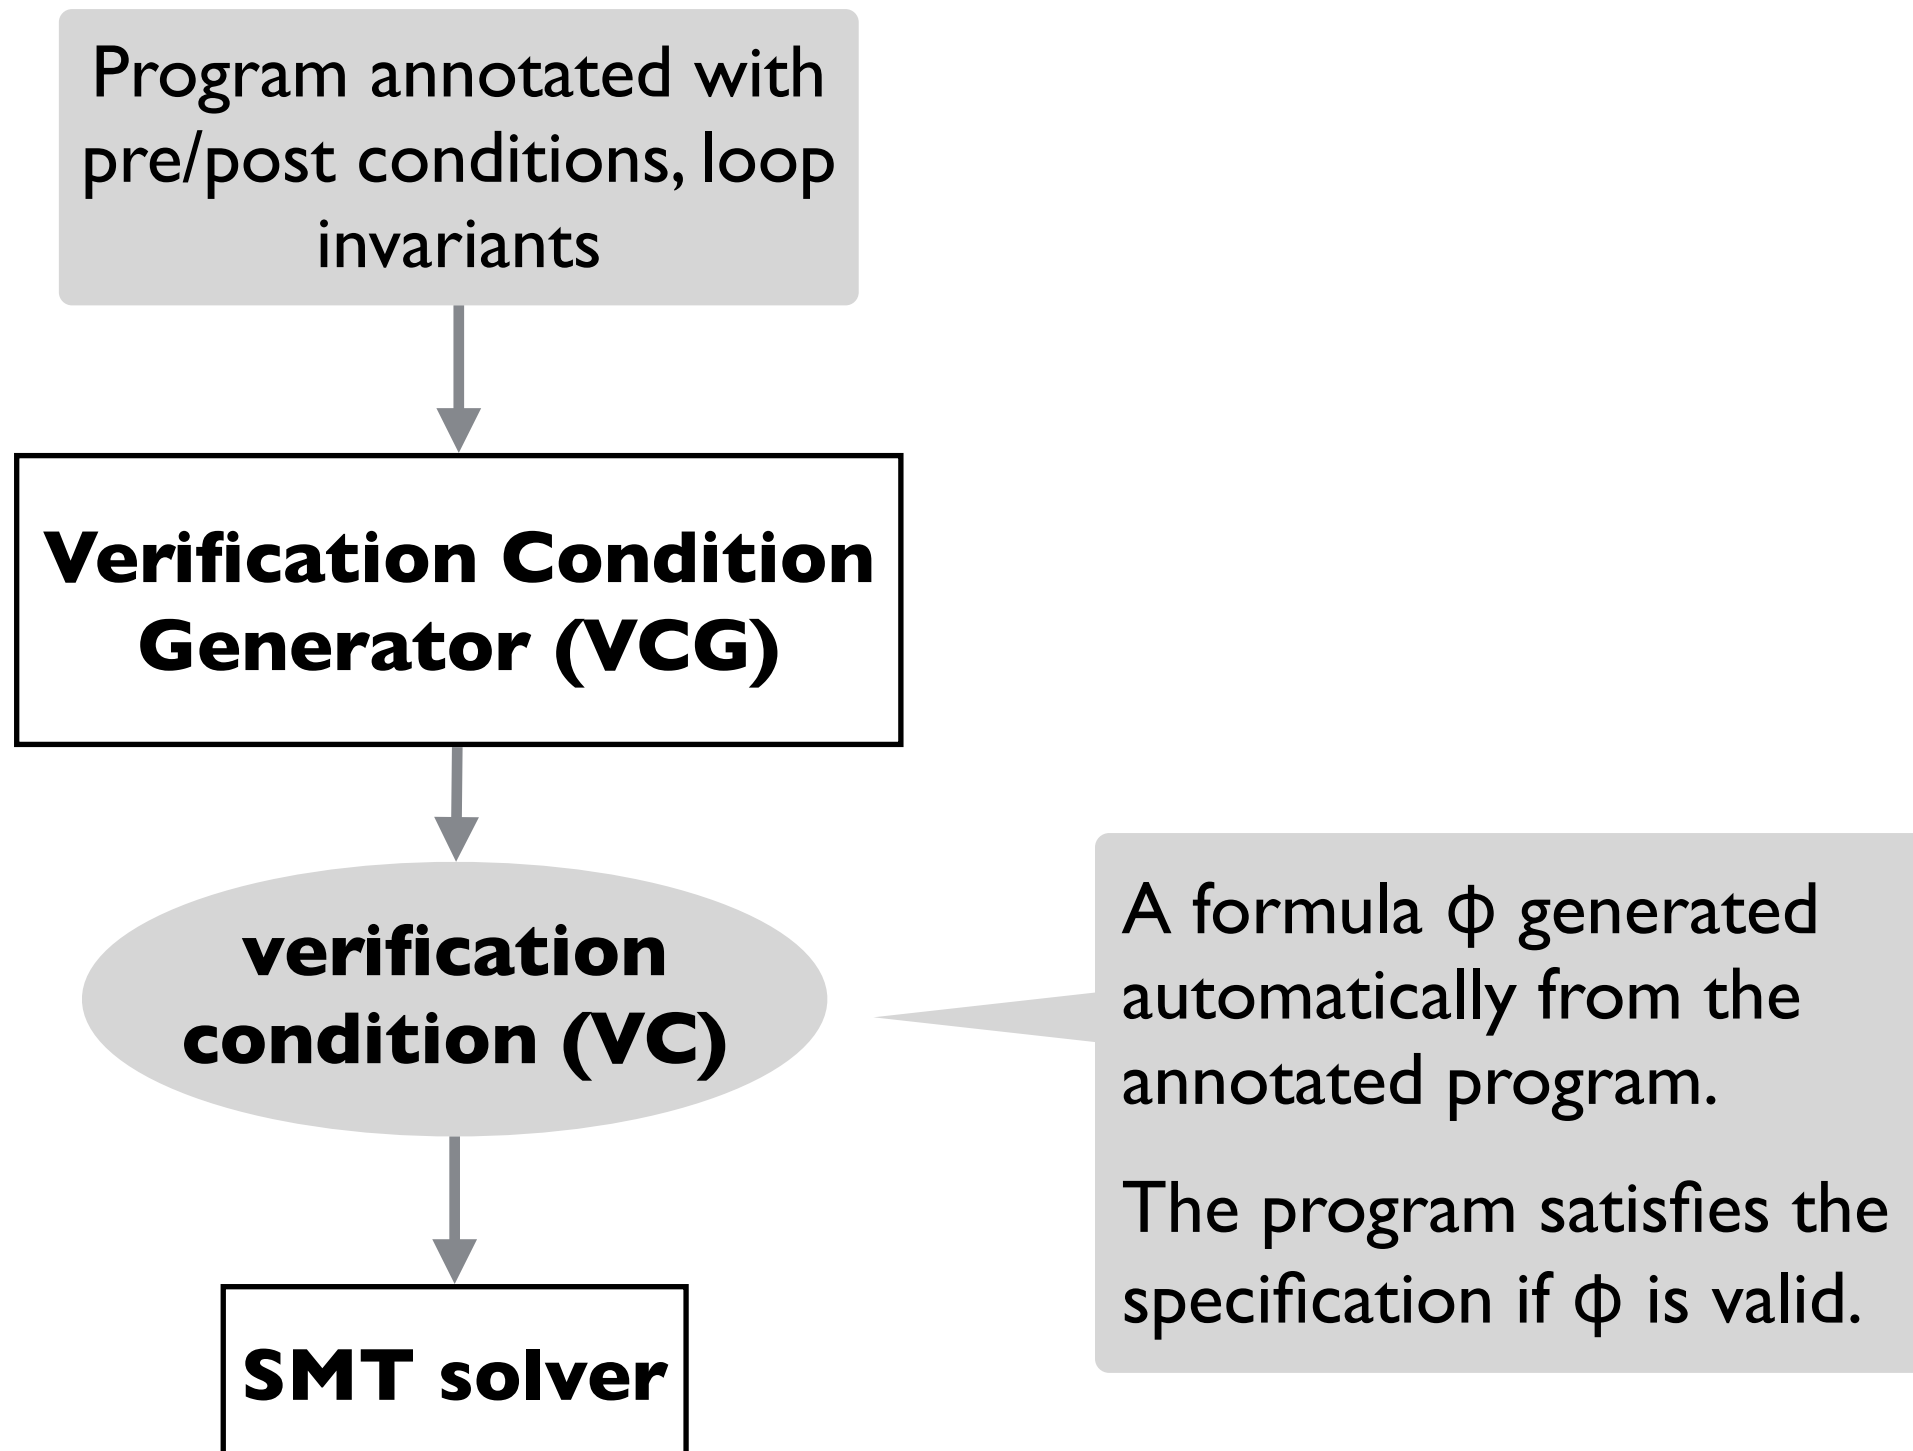 Program annotated with
pre/post conditions, loop
invariants
Verification Condition
Generator (VCG)
verification
condition (VC)
A formula φ generated
automatically from the
annotated program.
The program satisfies the
specification if φ is valid.
SMT solver